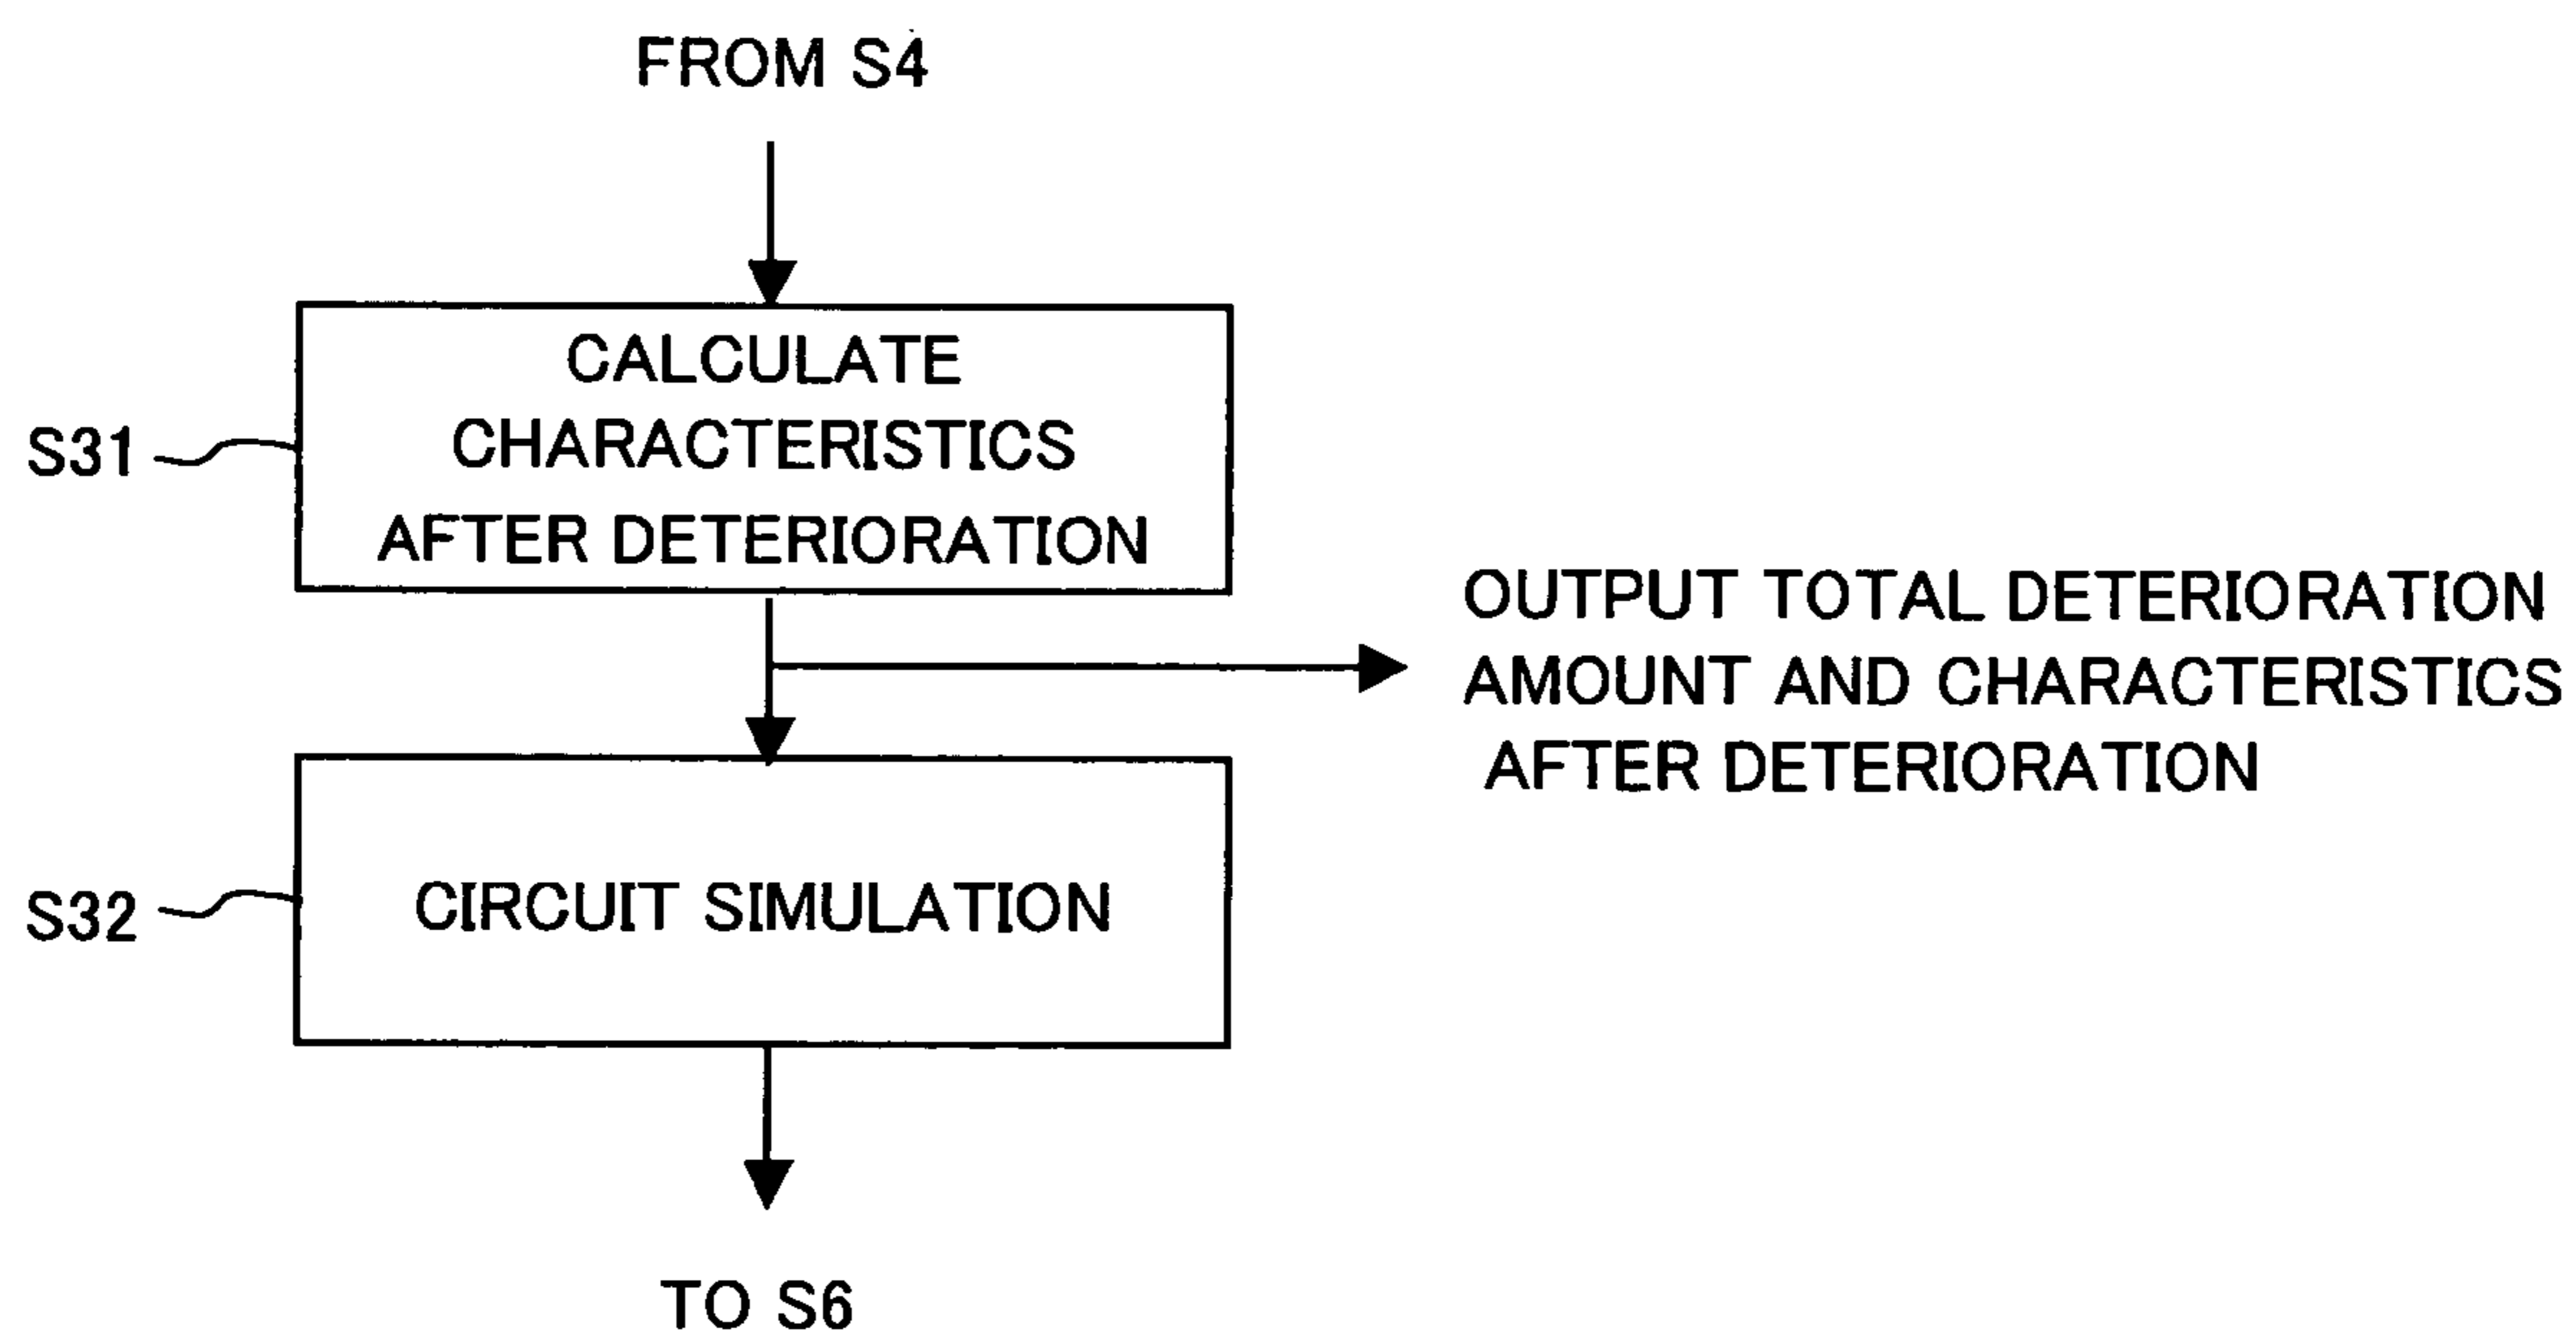 FROM S4
CALCULATE
CHARACTERISTICS
AFTER DETERIORATION
S31
OUTPUT TOTAL DETERIORATION
AMOUNT AND CHARACTERISTICS
AFTER DETERIORATION
CIRCUIT SIMULATION
S32
TO S6